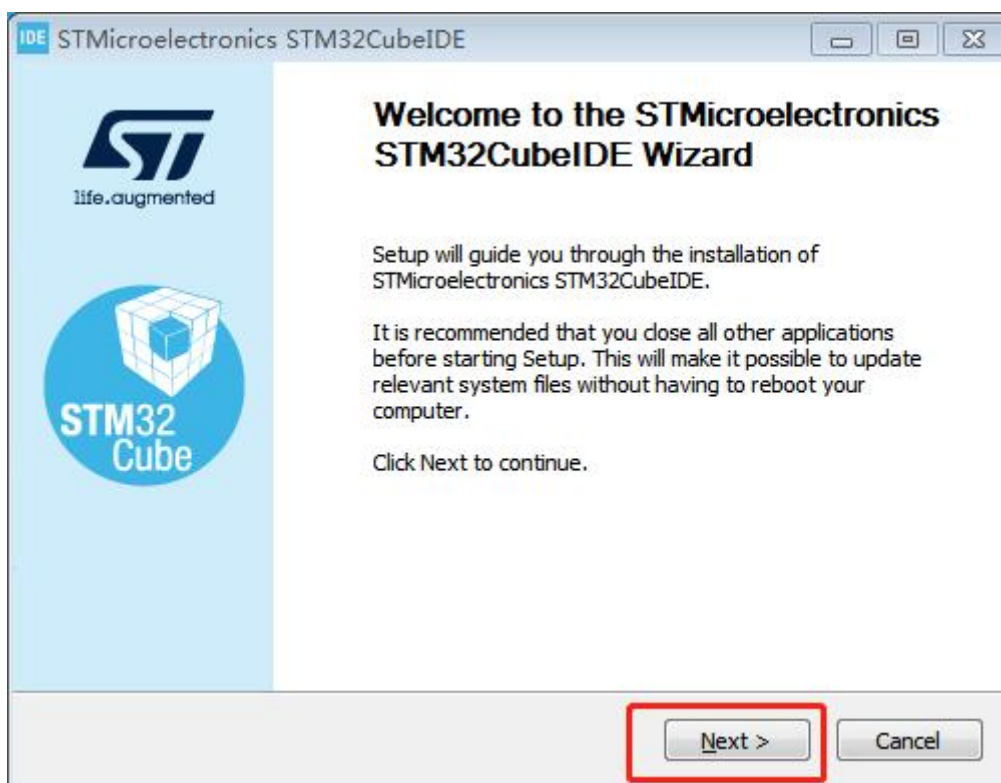 IDE STMicroelectronics STM32CubeIDE
life.augmented
STM32
Cube
Welcome to the STMicroelectronics
STM32CubeIDE Wizard
Setup will guide you through the installation of
STMicroelectronics STM32CubeIDE.
It is recommended that you close all other applications
before starting Setup. This will make it possible to update
relevant system files without having to reboot your
computer.
Click Next to continue.
Next >
Cancel